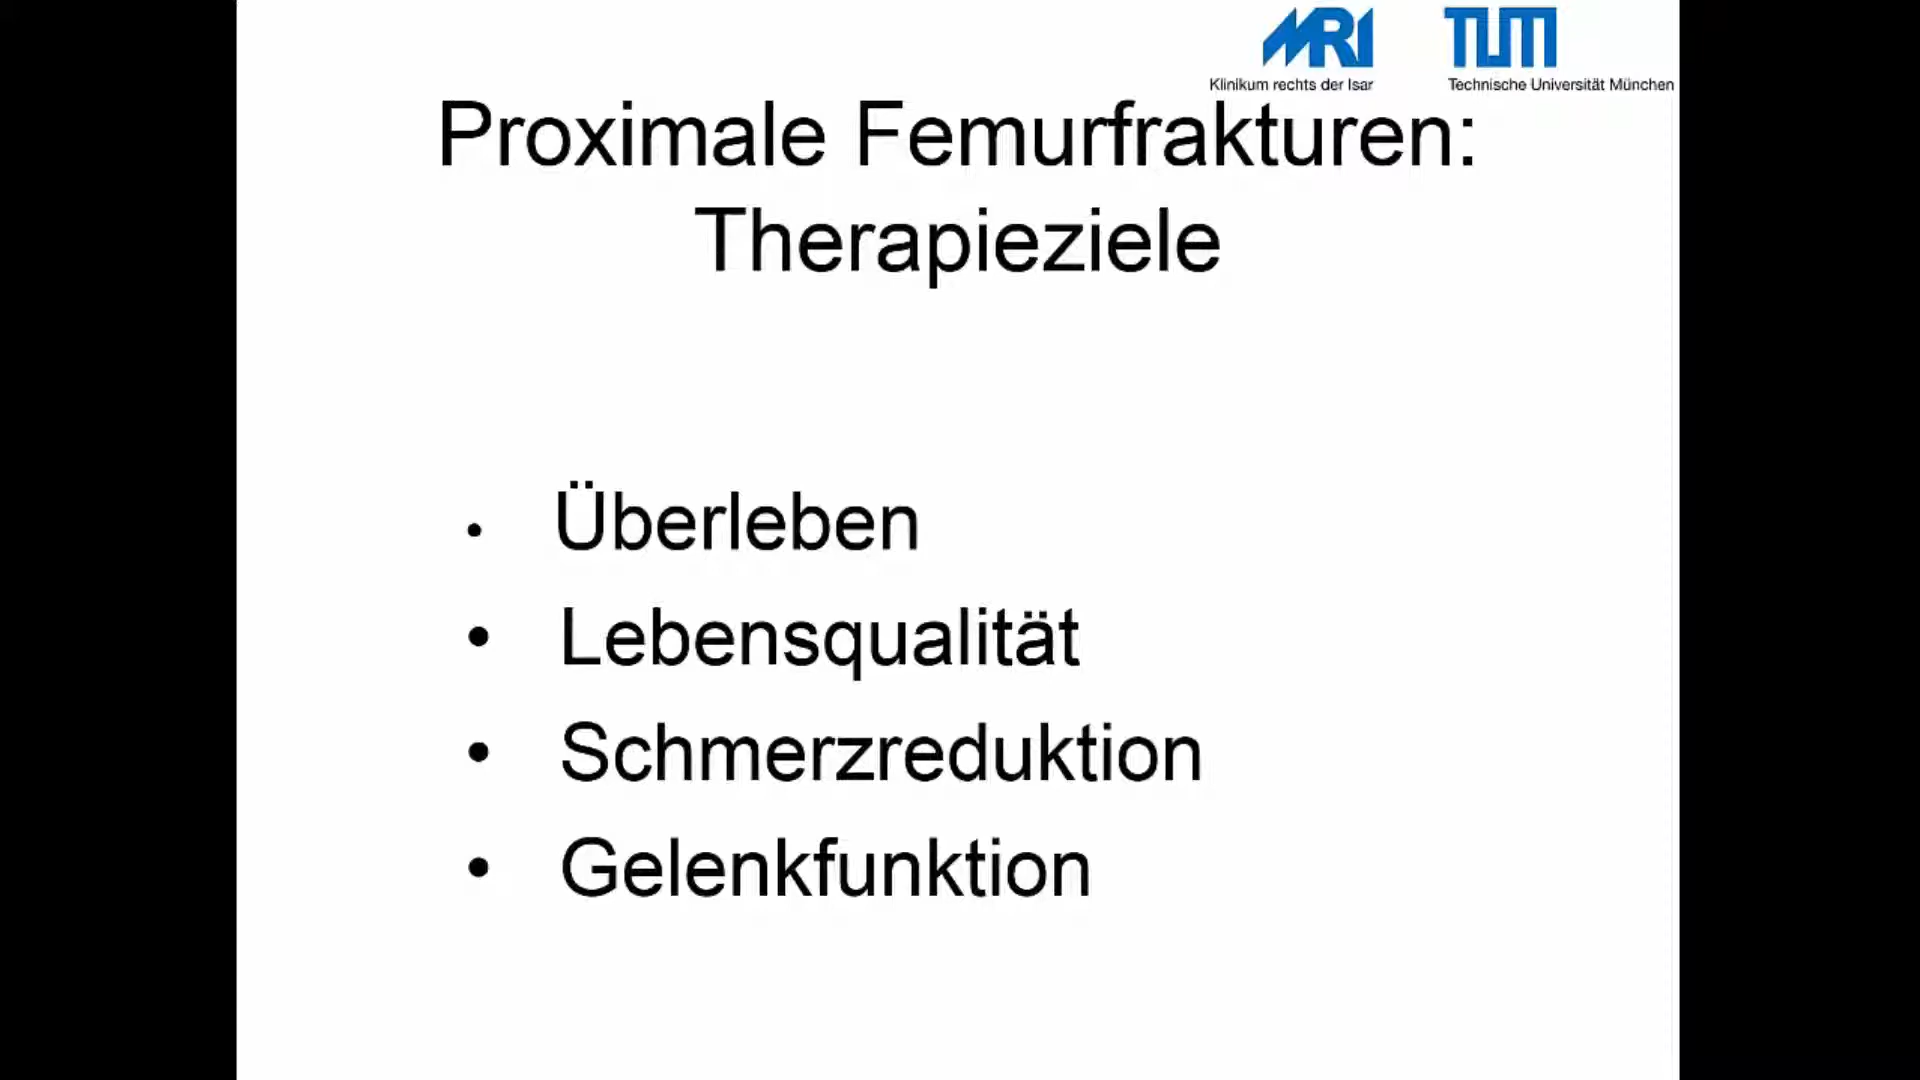 MRI TUM
Klinikum rechts der Isar Technische Universität München
Proximale Femurfrakturen:
Therapieziele
• Überleben
• Lebensqualität
• Schmerzreduktion
• Gelenkfunktion